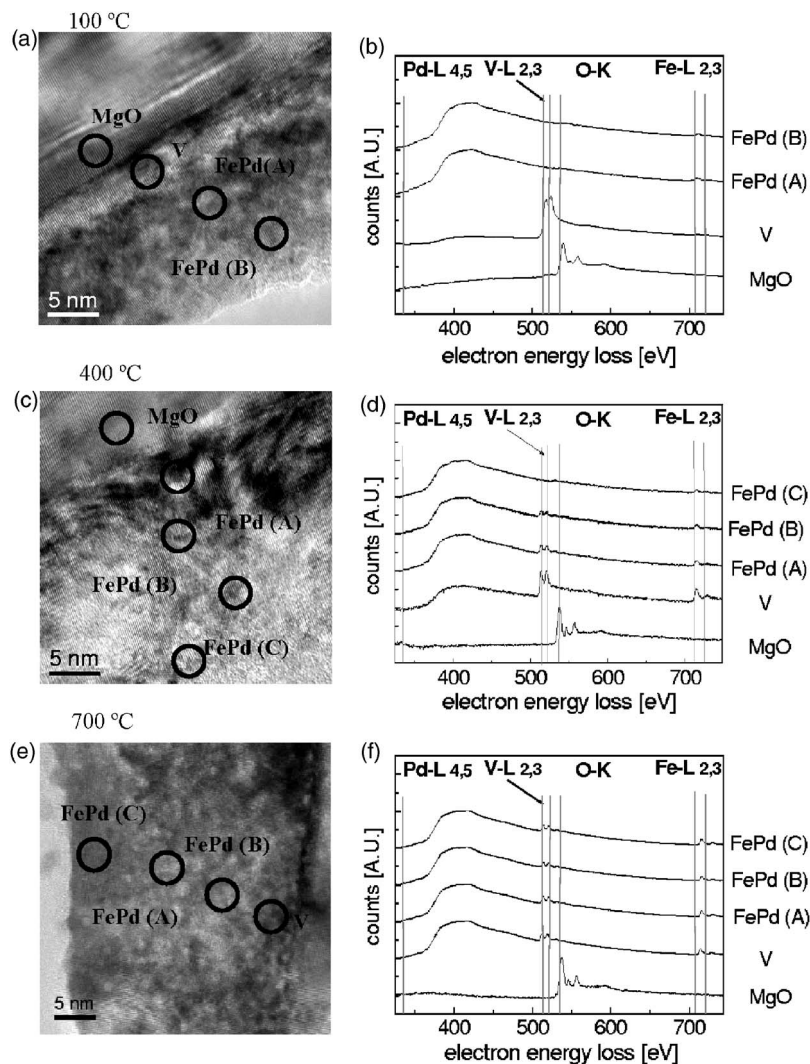 100 ºC
(a)
MgO
V
FePd(A)
FePd (B)
5 nm
(b)
Pd-L 4,5 V-L 2,3 O-K Fe-L 2,3
counts [A.U.]
FePd (B)
FePd (A)
V
MgO
400 500 600 700
electron energy loss [eV]
400 ºC
(c)
MgO
FePd (A)
FePd (B)
FePd (C)
5 nm
(d)
Pd-L 4,5 V-L 2,3 O-K Fe-L 2,3
counts [A.U.]
FePd (C)
FePd (B)
FePd (A)
V
MgO
400 500 600 700
electron energy loss [eV]
700 ºC
(e)
FePd (C)
FePd (B)
FePd (A)
V
5 nm
(f)
Pd-L 4,5 V-L 2,3 O-K Fe-L 2,3
counts [A.U.]
FePd (C)
FePd (B)
FePd (A)
V
MgO
400 500 600 700
electron energy loss [eV]